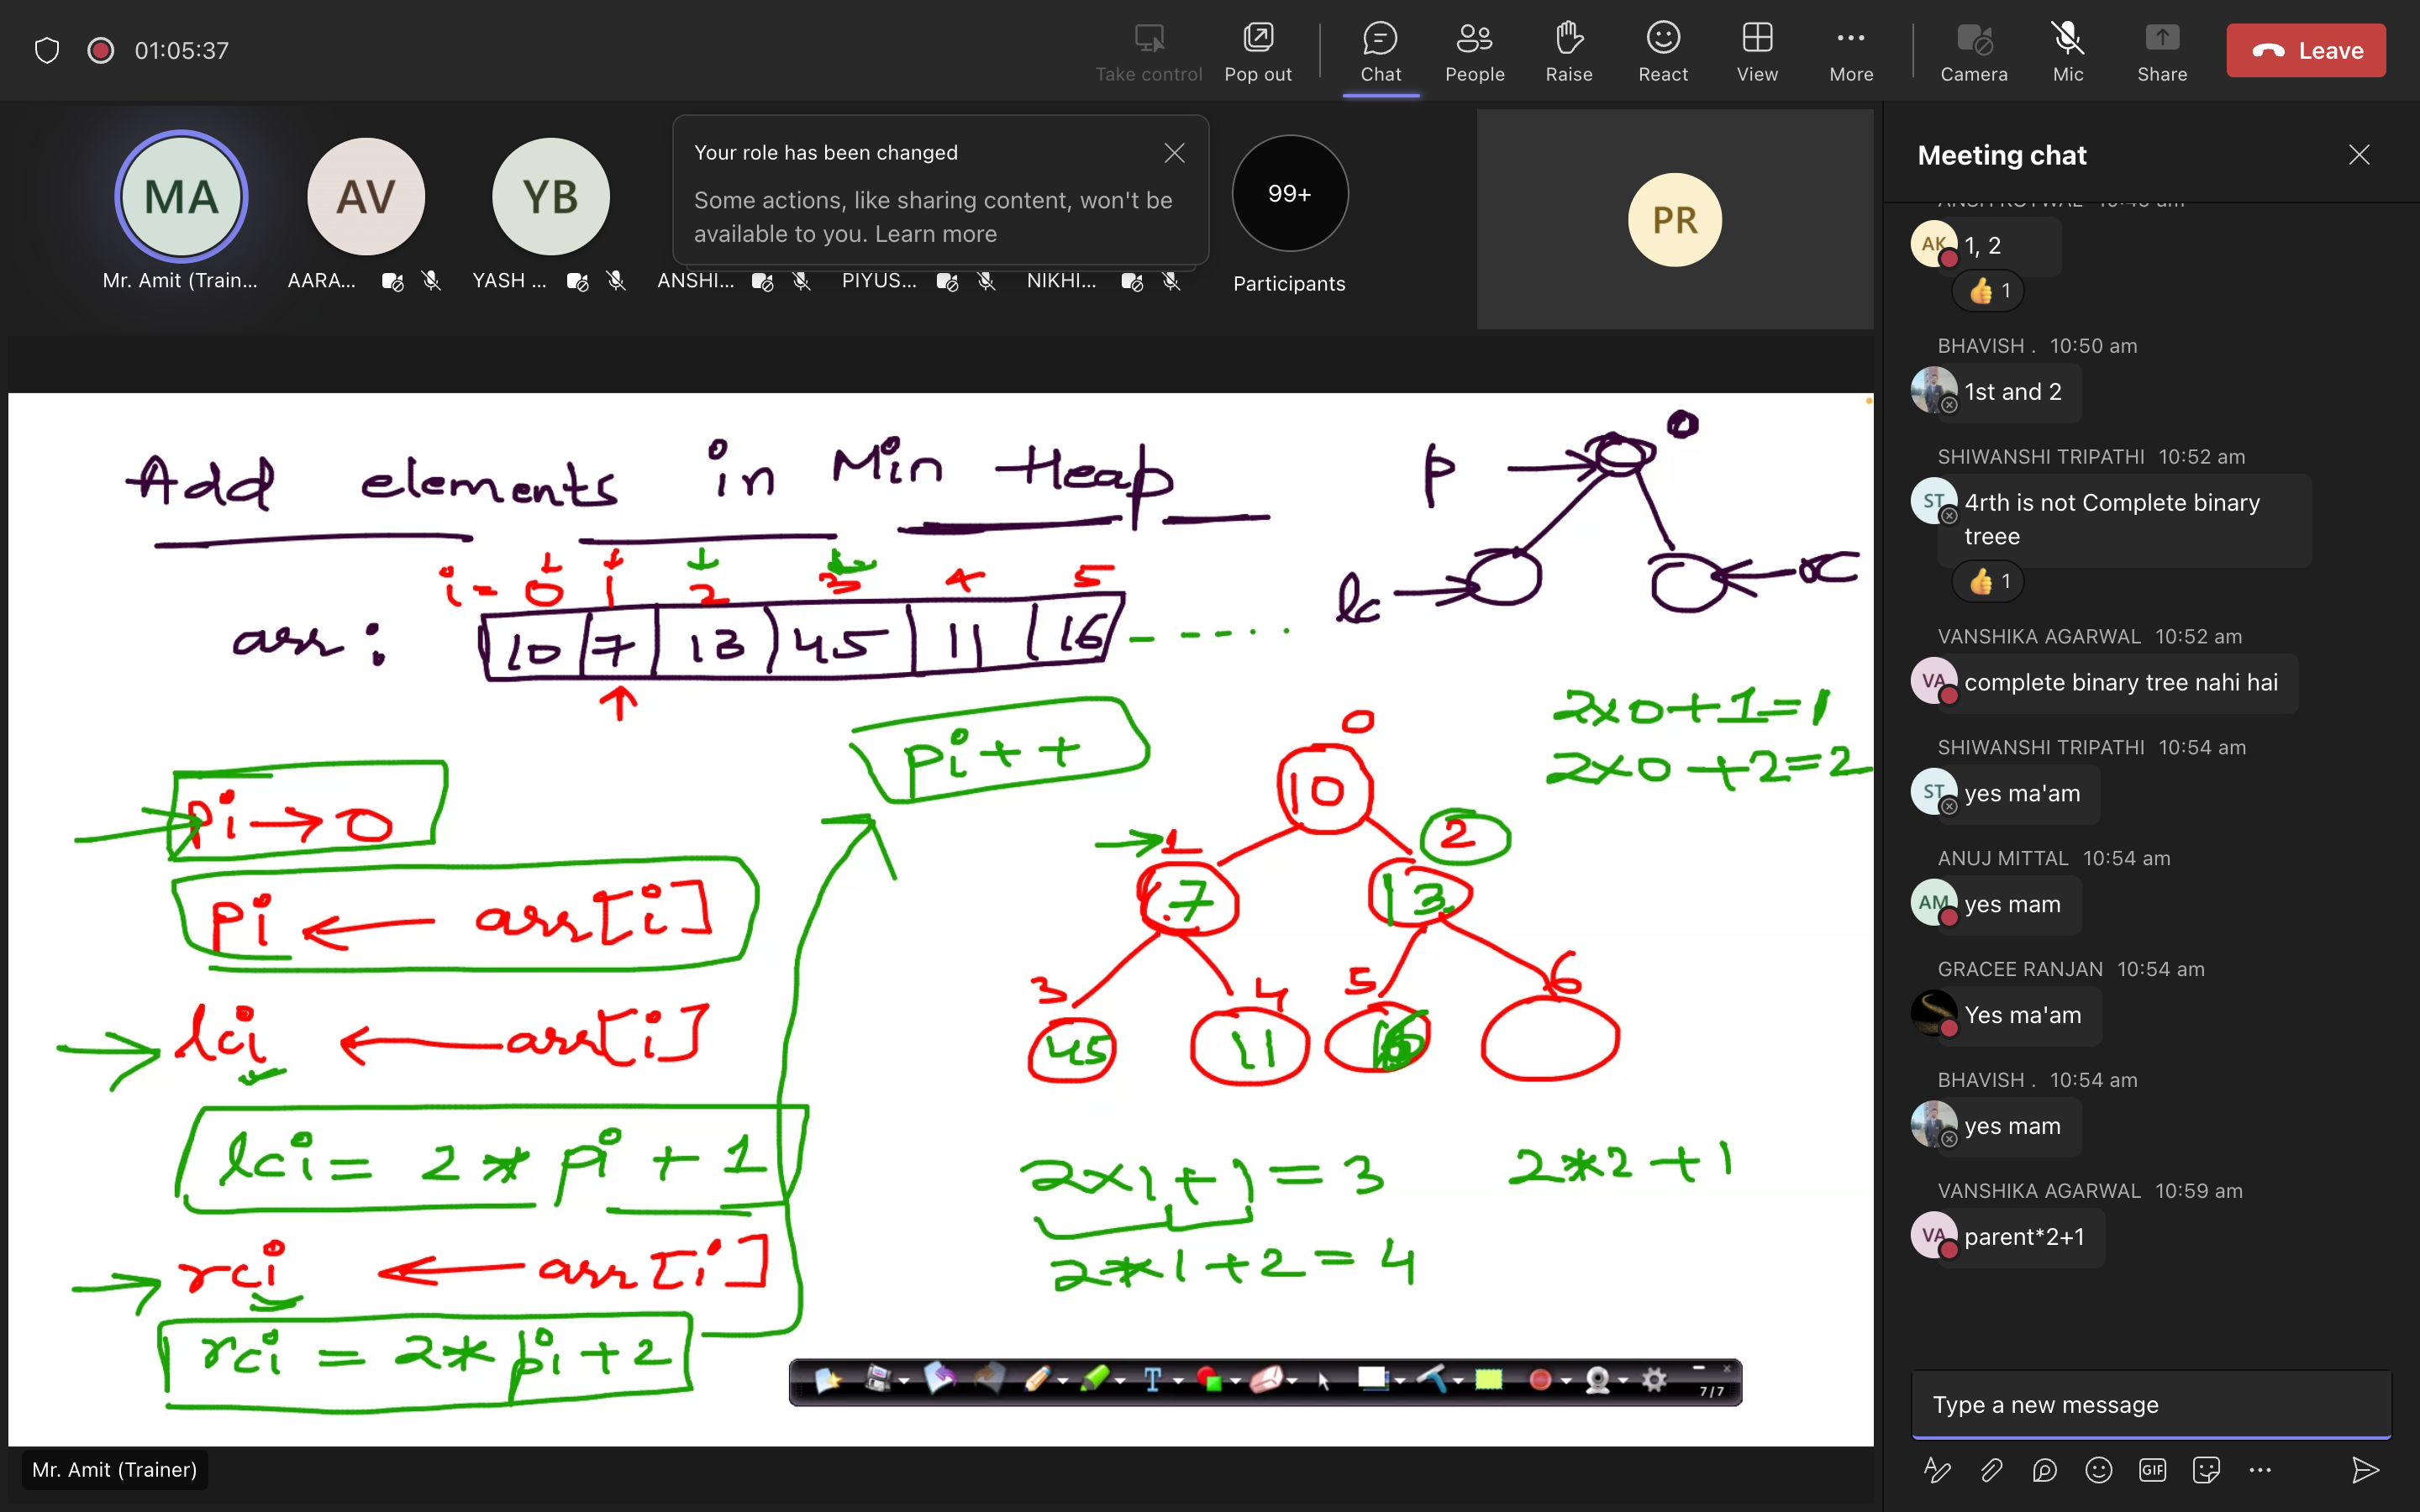 01:05:37
Take control
Pop out
Chat
People
Raise
React
View
More
Camera
Mic
Share
Leave
MA
AV
YB
Your role has been changed
Some actions, like sharing content, won't be
available to you. Learn more
99+
PR
Mr. Amit (Train...
AARA...
YASH ...
ANSHI...
PIYUS...
NIKHI...
Participants
Add elements in Min Heap
p
0
lc
rc
i = 0 1 2 3 4 5
arr : 10 7 13 45 11 16 - - - -
2x0+1=1
2x0+2=2
pi++
pi → 0
pi ← arr[i]
lci ← arr[i]
lci = 2 * pi + 1
rci ← arr[i]
rci = 2* pi +2
0
10
1
2
7
13
3
4
5
6
45
11
2x1+1=3
2*2+1
2*1+2=4
7/7
Mr. Amit (Trainer)
Meeting chat
AK
1, 2
👍 1
BHAVISH . 10:50 am
1st and 2
SHIWANSHI TRIPATHI 10:52 am
ST
4rth is not Complete binary
treee
👍 1
VANSHIKA AGARWAL 10:52 am
VA
complete binary tree nahi hai
SHIWANSHI TRIPATHI 10:54 am
ST
yes ma'am
ANUJ MITTAL 10:54 am
AM
yes mam
GRACEE RANJAN 10:54 am
Yes ma'am
BHAVISH . 10:54 am
yes mam
VANSHIKA AGARWAL 10:59 am
VA
parent*2+1
Type a new message
GIF